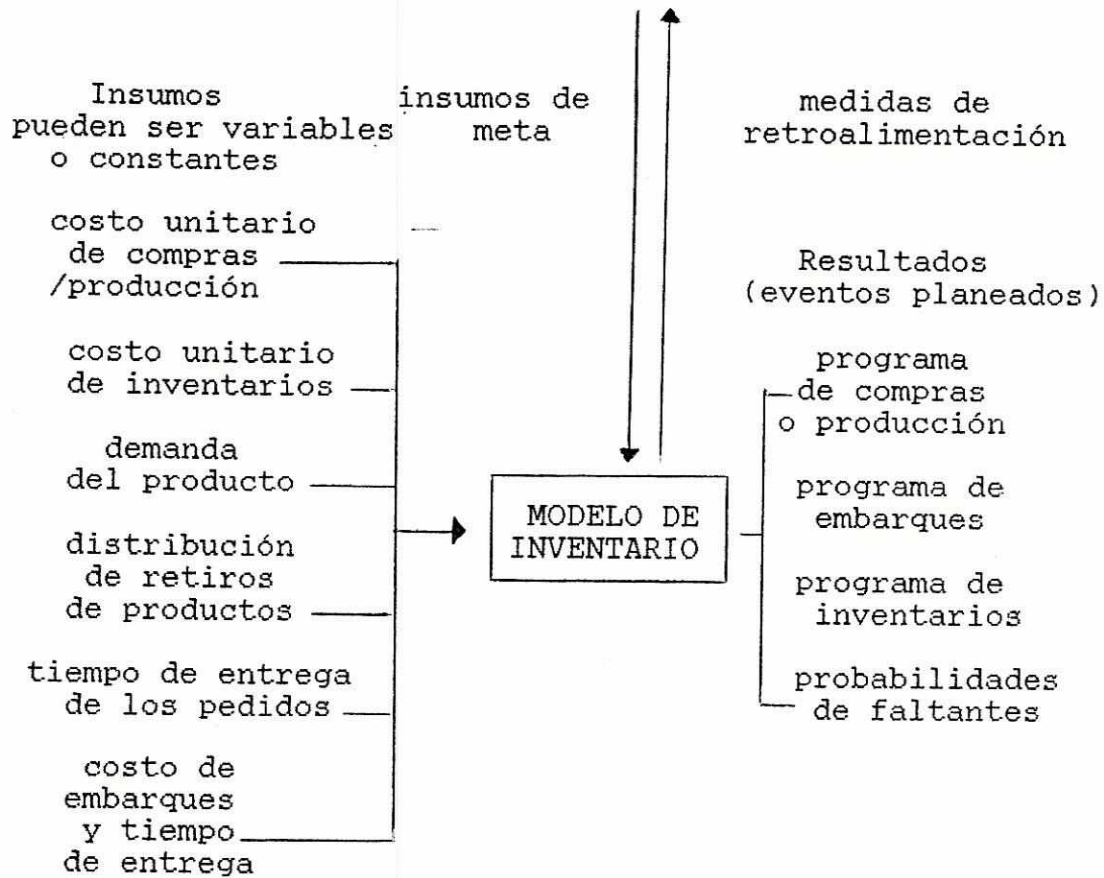 Insumos
pueden ser variables
o constantes
insumos de
meta
medidas de
retroalimentación
costo unitario
de compras
/producción
costo unitario
de inventarios
demanda
del producto
distribución
de retiros
de productos
tiempo de entrega
de los pedidos
costo de
embarques
y tiempo
de entrega
MODELO DE
INVENTARIO
Resultados
(eventos planeados)
programa
de compras
o producción
programa de
embarques
programa de
inventarios
probabilidades
de faltantes